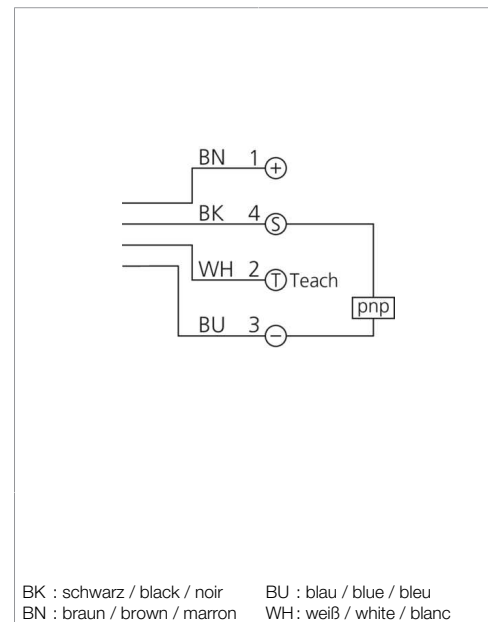 BN 1 +
BK 4 S
WH 2 T Teach
pnp
BU 3 −
BK : schwarz / black / noir BU : blau / blue / bleu
BN : braun / brown / marron WH : weiß / white / blanc